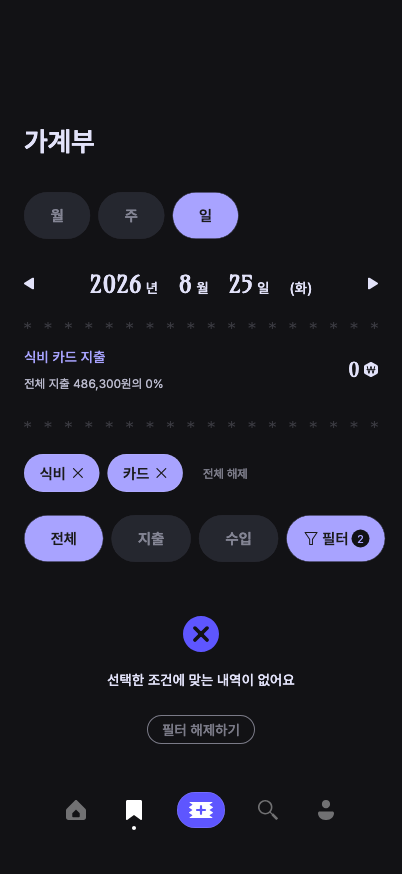 가계부
월 주 일
2026 년 8 월 25 일 (화)
식비 카드 지출
전체 지출 486,300원의 0%
0 ₩
식비 카드 전체 해제
전체 지출 수입 필터 2
선택한 조건에 맞는 내역이 없어요
필터 해제하기